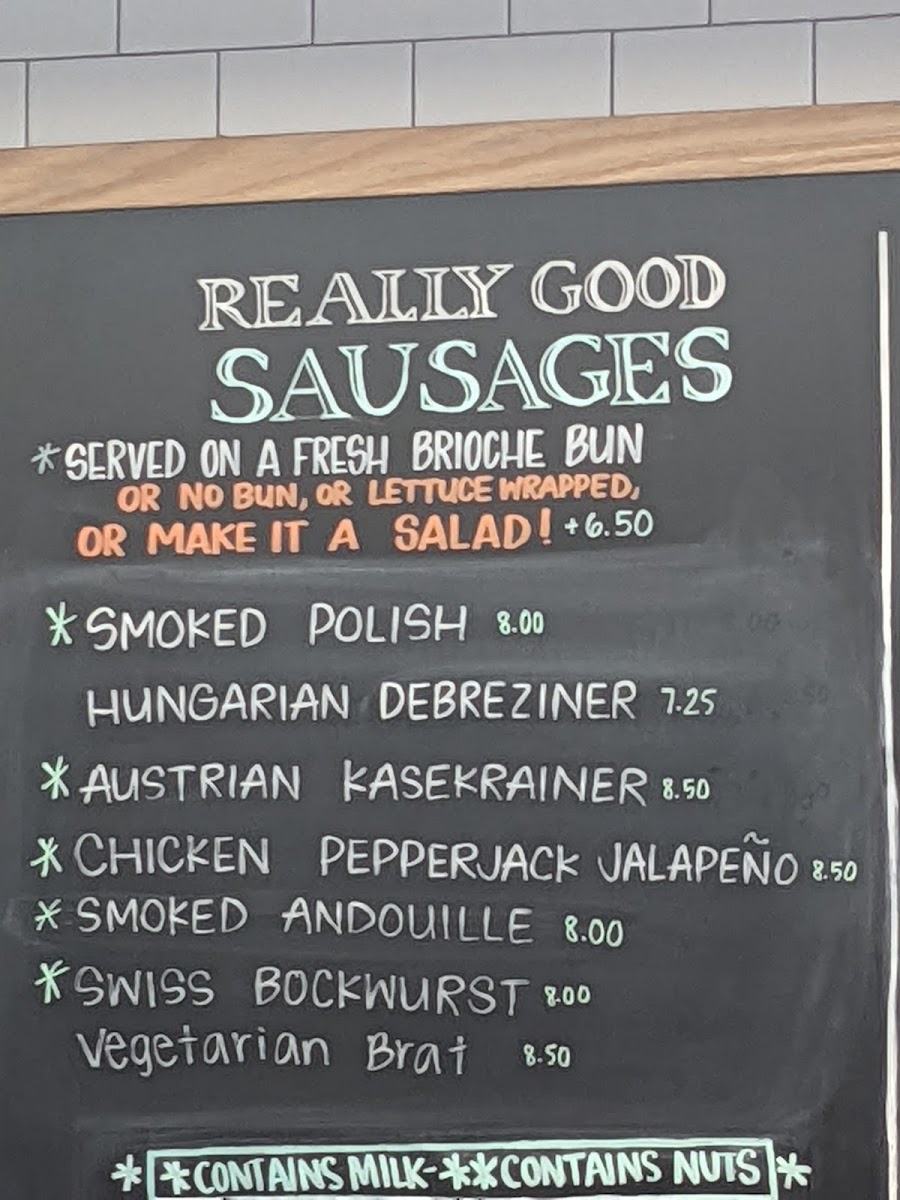 REALLY GOOD
SAUSAGES
*SERVED ON A FRESH BRIOCHE BUN
OR NO BUN, OR LETTUCE WRAPPED,
OR MAKE IT A SALAD! +6.50
*SMOKED POLISH 8.00
HUNGARIAN DEBREZINER 7.25
*AUSTRIAN KASEKRAINER 8.50
*CHICKEN PEPPERJACK JALAPEÑO 8.50
*SMOKED ANDOUILLE 8.00
*SWISS BOCKWURST 8.00
Vegetarian Brat 8.50
* *CONTAINS MILK-**CONTAINS NUTS *